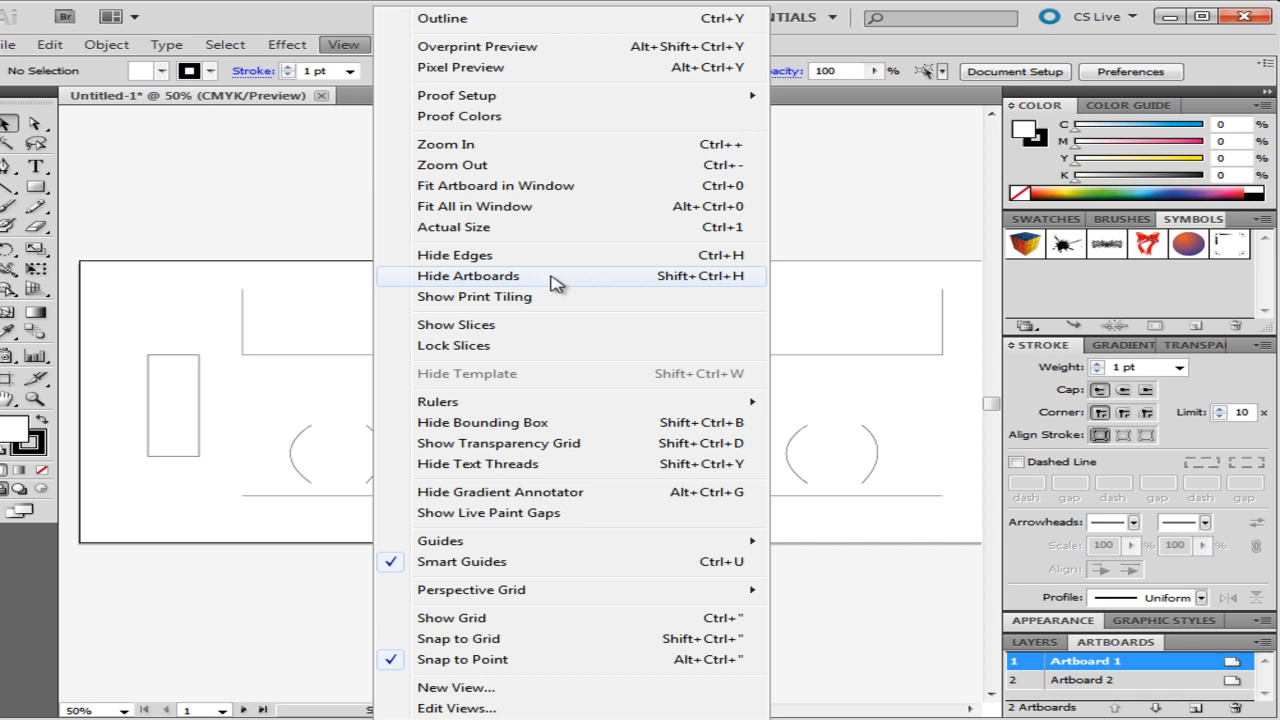 Ai Br TIALS CS Live
ile Edit Object Type Select Effect View
No Selection Stroke: 1 pt pacity: 100 % Document Setup Preferences
Untitled-1* @ 50% (CMYK/Preview)
Outline Ctrl+Y
Overprint Preview Alt+Shift+Ctrl+Y
Pixel Preview Alt+Ctrl+Y
Proof Setup
Proof Colors
Zoom In Ctrl++
Zoom Out Ctrl+-
Fit Artboard in Window Ctrl+0
Fit All in Window Alt+Ctrl+0
Actual Size Ctrl+1
Hide Edges Ctrl+H
Hide Artboards Shift+Ctrl+H
Show Print Tiling
Show Slices
Lock Slices
Hide Template Shift+Ctrl+W
Rulers
Hide Bounding Box Shift+Ctrl+B
Show Transparency Grid Shift+Ctrl+D
Hide Text Threads Shift+Ctrl+Y
Hide Gradient Annotator Alt+Ctrl+G
Show Live Paint Gaps
Guides
Smart Guides Ctrl+U
Perspective Grid
Show Grid Ctrl+"
Snap to Grid Shift+Ctrl+"
Snap to Point Alt+Ctrl+"
New View...
Edit Views...
COLOR COLOR GUIDE
C 0 %
M 0 %
Y 0 %
K 0 %
SWATCHES BRUSHES SYMBOLS
STROKE GRADIENT TRANSPA
Weight: 1 pt
Cap:
Corner: Limit: 10 x
Align Stroke:
Dashed Line
dash gap dash gap dash gap
Arrowheads:
Scale: 100 % 100 %
Align:
Profile: Uniform
APPEARANCE GRAPHIC STYLES
LAYERS ARTBOARDS
1 Artboard 1
2 Artboard 2
2 Artboards
50% 1